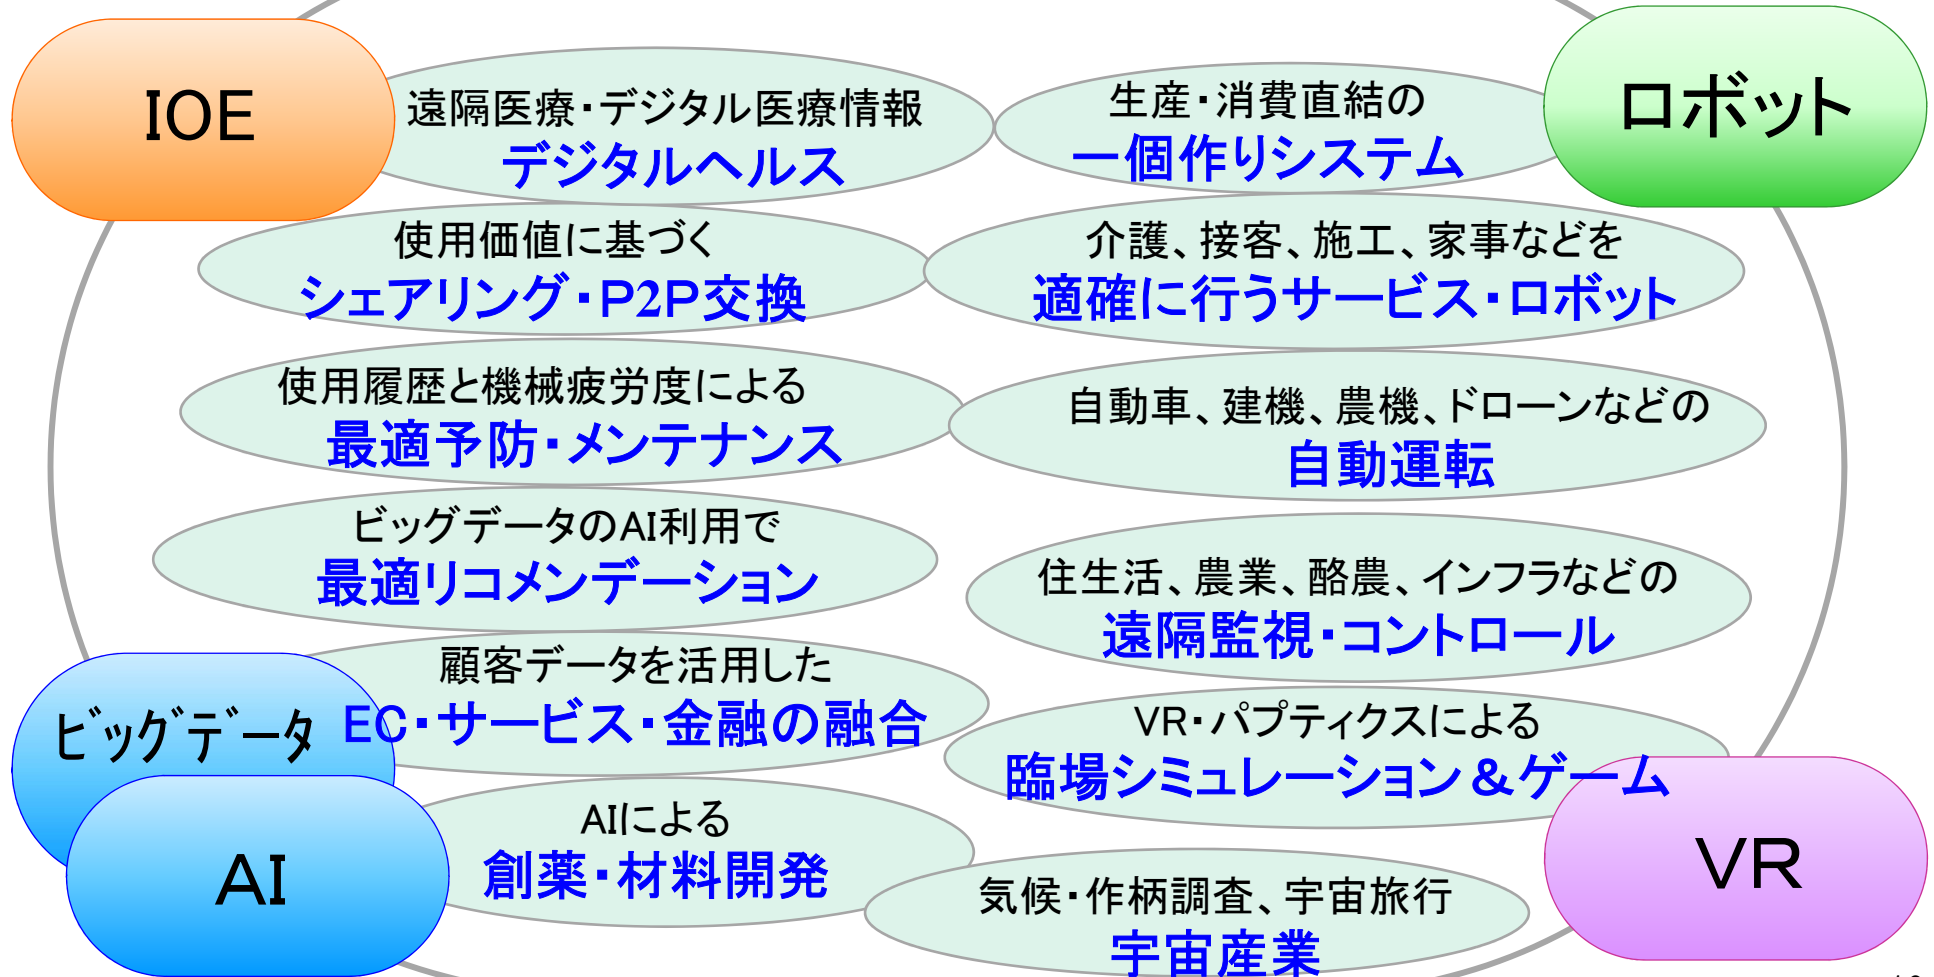 IOE
遠隔医療・デジタル医療情報
デジタルヘルス
生産・消費直結の
一個作りシステム
ロボット
使用価値に基づく
シェアリング・P2P交換
介護、接客、施工、家事などを
適確に行うサービス・ロボット
使用履歴と機械疲労度による
最適予防・メンテナンス
自動車、建機、農機、ドローンなどの
自動運転
ビッグデータのAI利用で
最適リコメンデーション
住生活、農業、酪農、インフラなどの
遠隔監視・コントロール
ビッグデータ
顧客データを活用した
EC・サービス・金融の融合
VR・パプティクスによる
臨場シミュレーション＆ゲーム
AI
AIによる
創薬・材料開発
VR
気候・作柄調査、宇宙旅行
宇宙産業